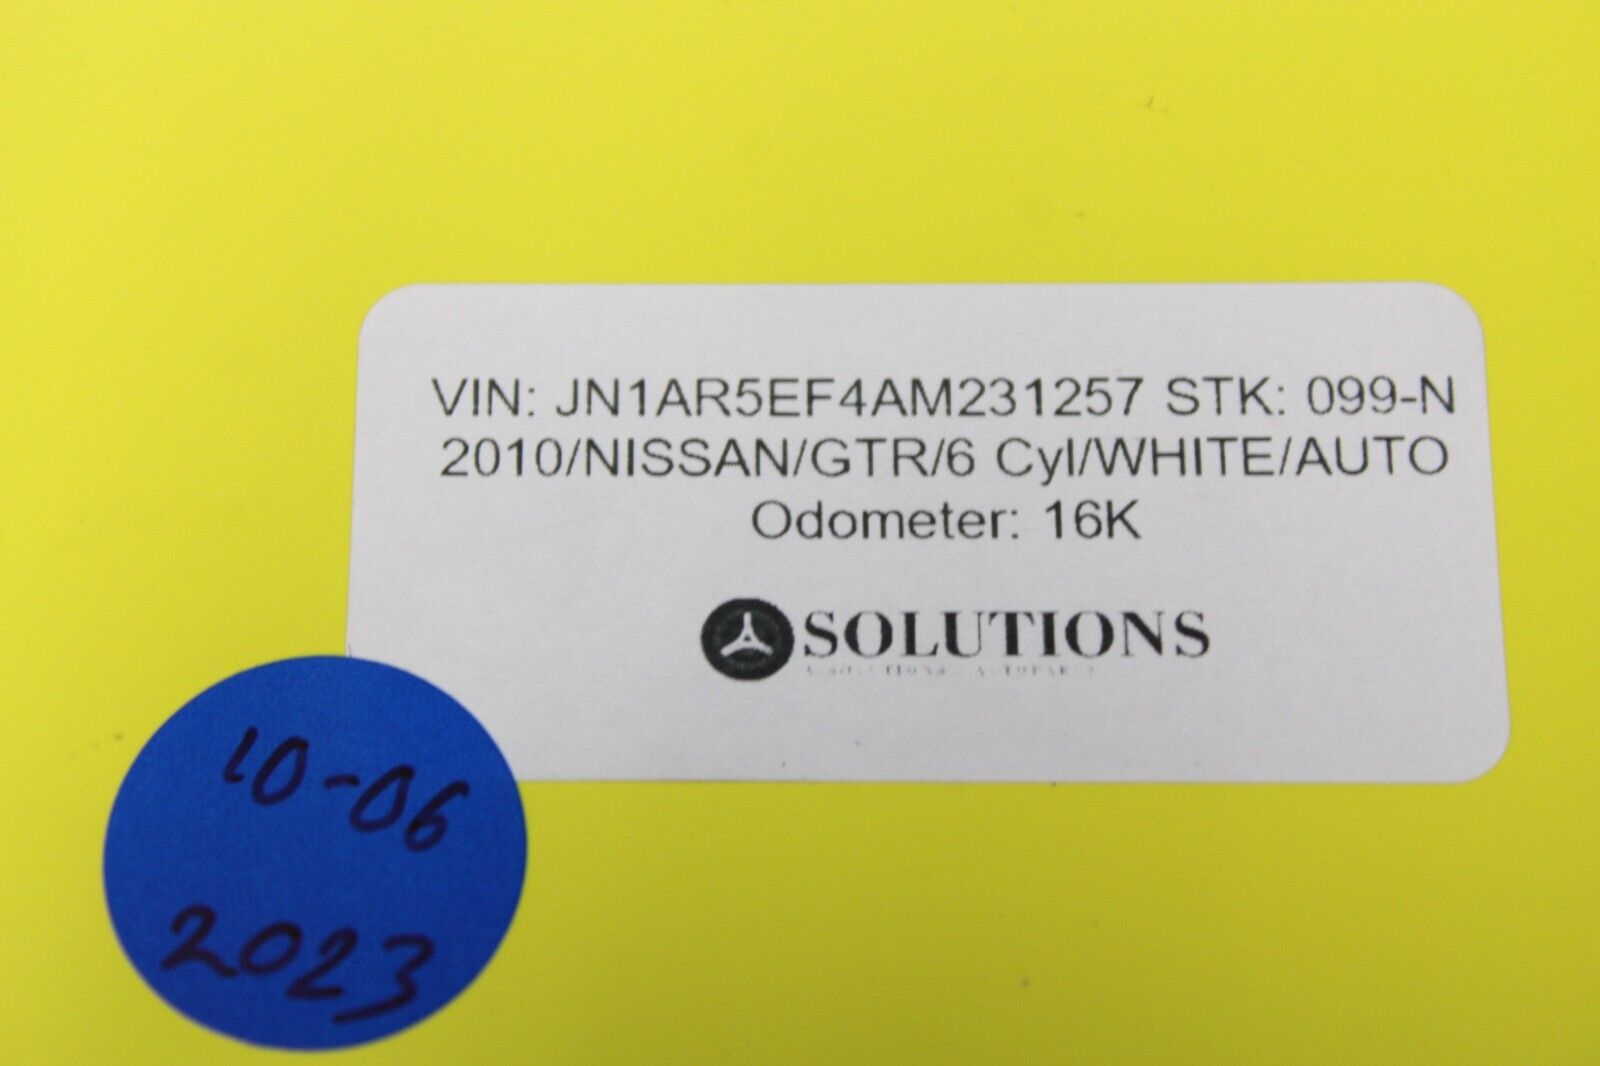 VIN: JN1AR5EF4AM231257 STK: 099-N
2010/NISSAN/GTR/6 Cyl/WHITE/AUTO
Odometer: 16K
SOLUTIONS
10-06
2023